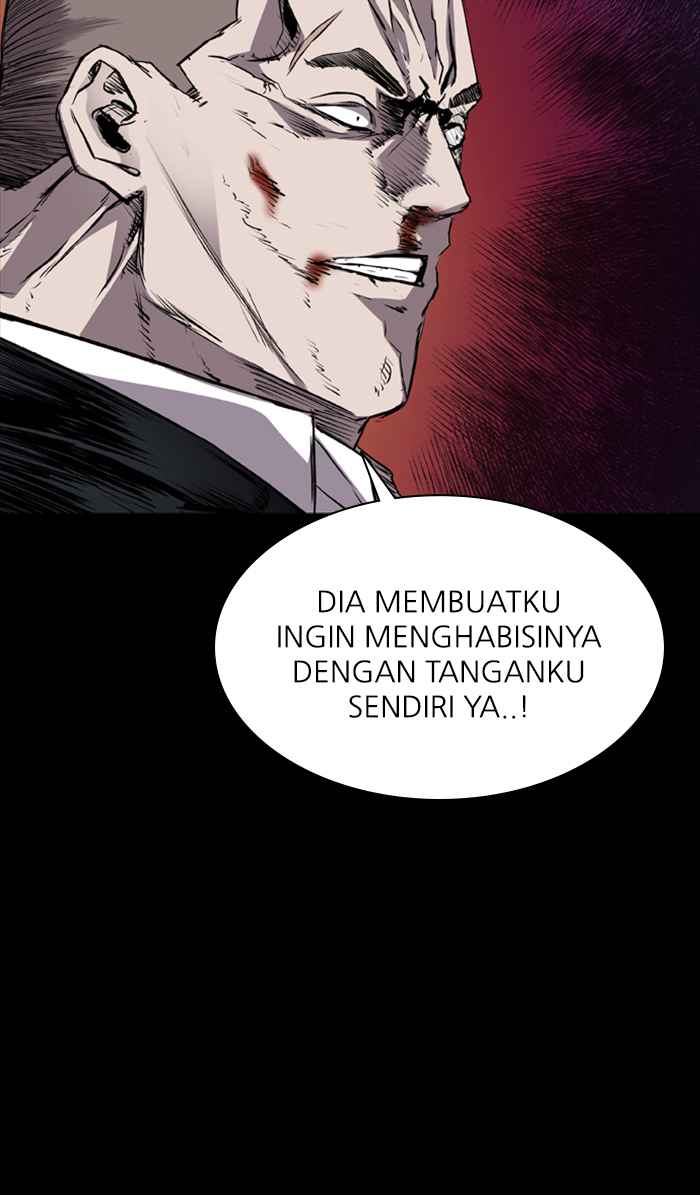 DIA MEMBUATKU
INGIN MENGHABISINYA
DENGAN TANGANKU
SENDIRI YA..!